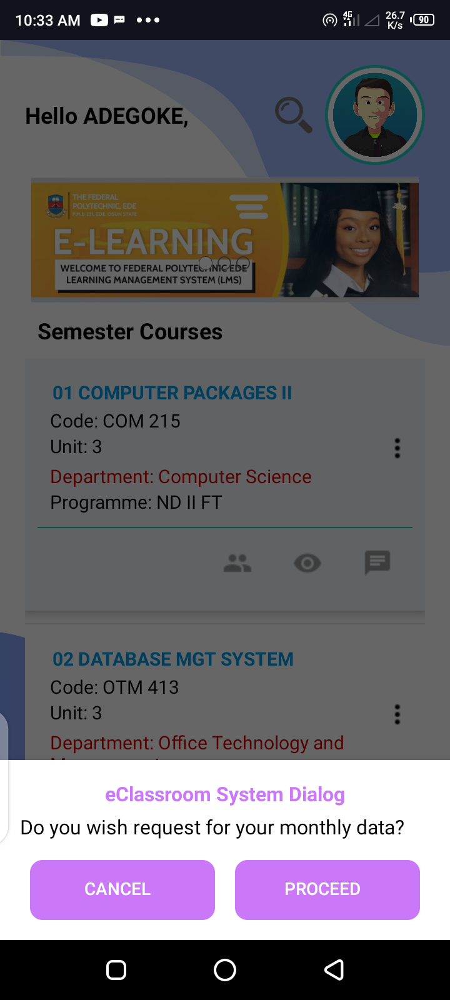 10:33 AM
4G
26.7
K/s
90
Hello ADEGOKE,
THE FEDERAL
POLYTECHNIC, EDE
P.M.B 231, EDE, OSUN STATE
E-LEARNING
WELCOME TO FEDERAL POLYTECHNIC EDE
LEARNING MANAGEMENT SYSTEM (LMS)
Semester Courses
01 COMPUTER PACKAGES II
Code: COM 215
Unit: 3
Department: Computer Science
Programme: ND II FT
02 DATABASE MGT SYSTEM
Code: OTM 413
Unit: 3
Department: Office Technology and
eClassroom System Dialog
Do you wish request for your monthly data?
CANCEL
PROCEED